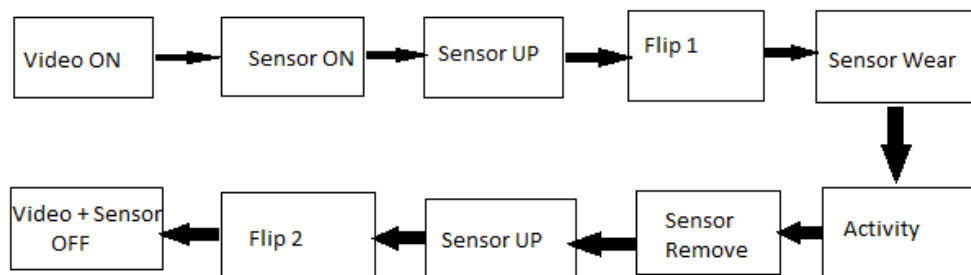 Video ON
Sensor ON
Sensor UP
Flip 1
Sensor Wear
Activity
Sensor
Remove
Sensor UP
Flip 2
Video + Sensor
OFF